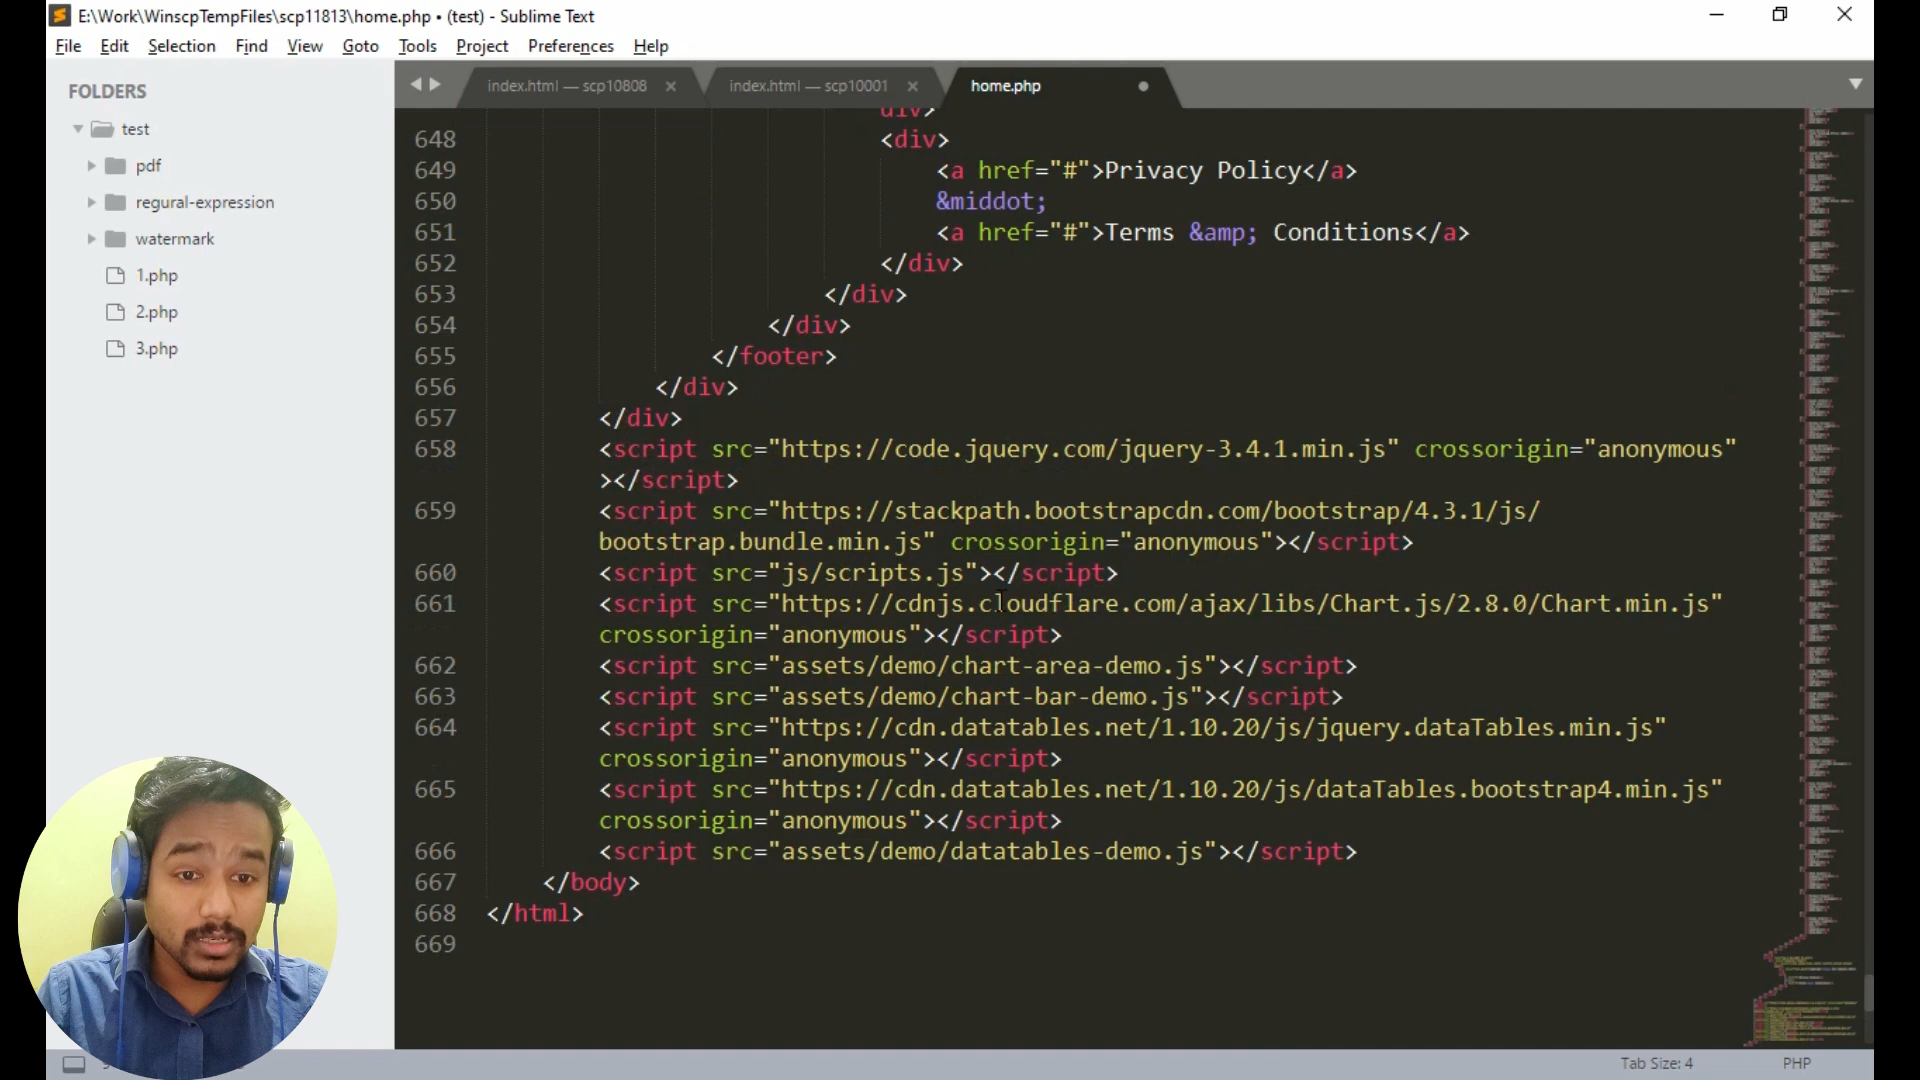 E:\Work\WinscpTempFiles\scp11813\home.php • (test) - Sublime Text
File Edit Selection Find View Goto Tools Project Preferences Help
FOLDERS
test
pdf
regural-expression
watermark
1.php
2.php
3.php
index.html — scp10808 index.html — scp10001 home.php
div>
648 <div>
649 <a href="#">Privacy Policy</a>
650 &middot;
651 <a href="#">Terms &amp; Conditions</a>
652 </div>
653 </div>
654 </div>
655 </footer>
656 </div>
657 </div>
658 <script src="https://code.jquery.com/jquery-3.4.1.min.js" crossorigin="anonymous"
></script>
659 <script src="https://stackpath.bootstrapcdn.com/bootstrap/4.3.1/js/
bootstrap.bundle.min.js" crossorigin="anonymous"></script>
660 <script src="js/scripts.js"></script>
661 <script src="https://cdnjs.cloudflare.com/ajax/libs/Chart.js/2.8.0/Chart.min.js"
crossorigin="anonymous"></script>
662 <script src="assets/demo/chart-area-demo.js"></script>
663 <script src="assets/demo/chart-bar-demo.js"></script>
664 <script src="https://cdn.datatables.net/1.10.20/js/jquery.dataTables.min.js"
crossorigin="anonymous"></script>
665 <script src="https://cdn.datatables.net/1.10.20/js/dataTables.bootstrap4.min.js"
crossorigin="anonymous"></script>
666 <script src="assets/demo/datatables-demo.js"></script>
667 </body>
668 </html>
669
Tab Size: 4 PHP